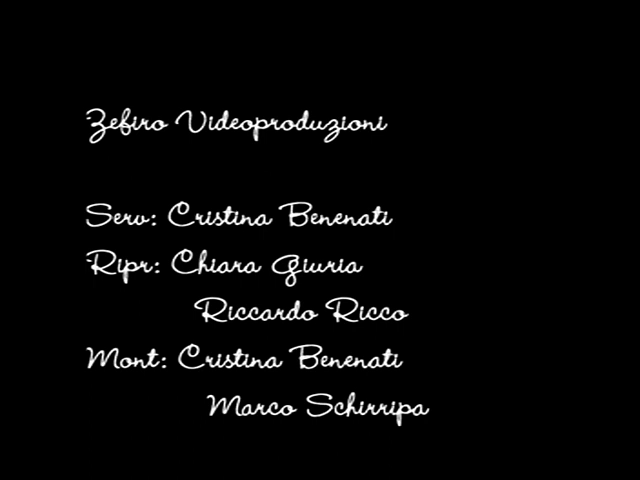 Zefiro Videoproduzioni
Serv: Cristina Benenati
Ripr: Chiara Giuria
Riccardo Ricco
Mont: Cristina Benenati
Marco Schirripa